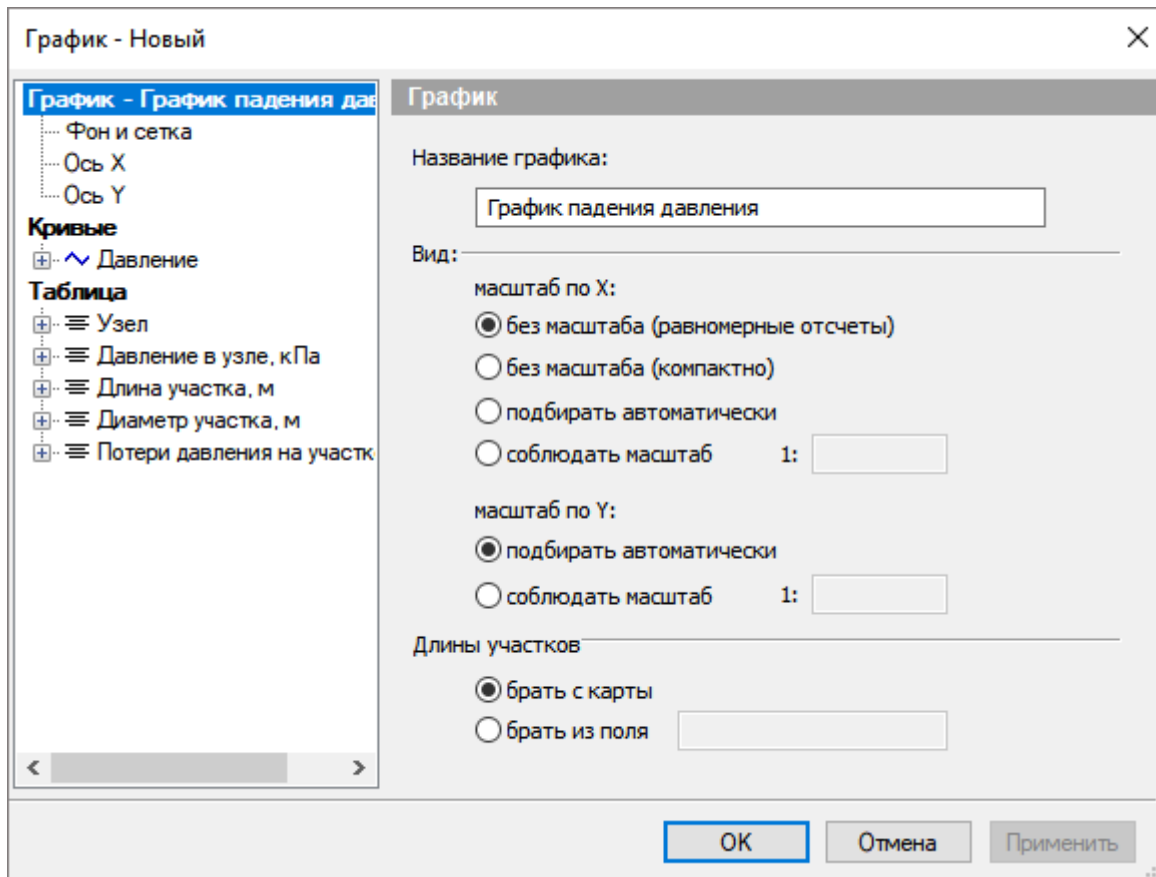 График - Новый
График - График падения дав
Фон и сетка
Ось X
Ось Y
Кривые
Давление
Таблица
Узел
Давление в узле, кПа
Длина участка, м
Диаметр участка, м
Потери давления на участк
График
Название графика:
График падения давления
Вид:
масштаб по X:
без масштаба (равномерные отсчеты)
без масштаба (компактно)
подбирать автоматически
соблюдать масштаб 1:
масштаб по Y:
подбирать автоматически
соблюдать масштаб 1:
Длины участков
брать с карты
брать из поля
OK Отмена Применить